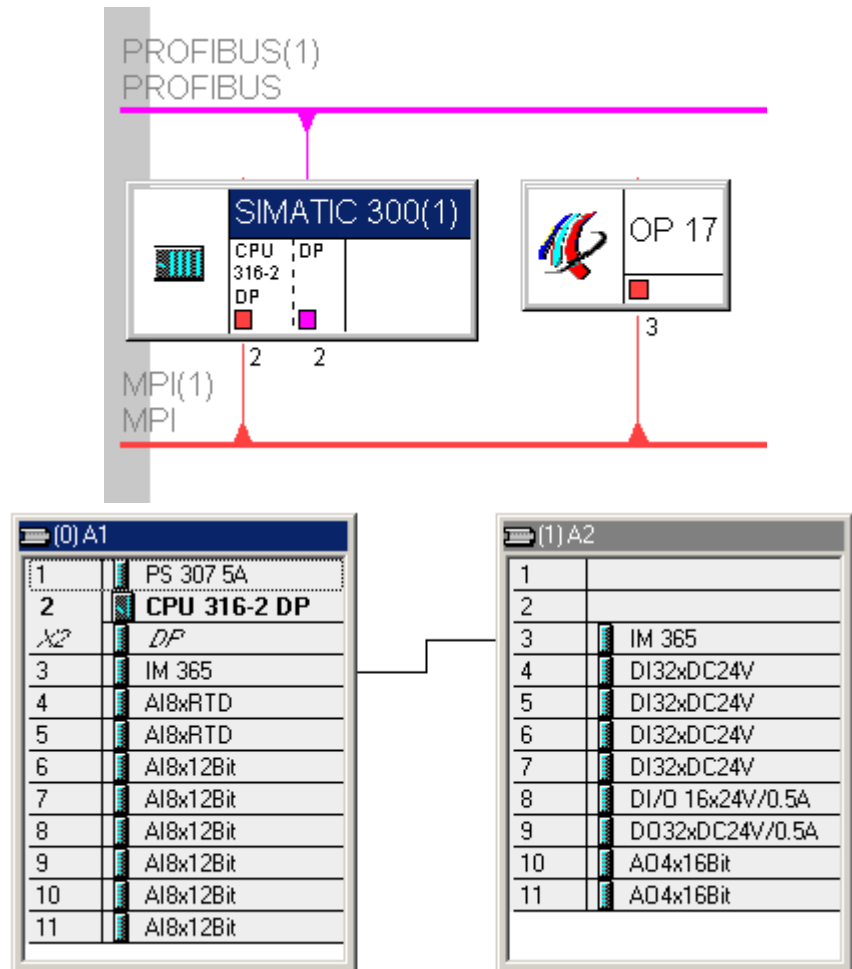 PROFIBUS(1)
PROFIBUS
SIMATIC 300(1)
CPU 316-2 DP
DP
2
2
OP 17
3
MPI(1)
MPI
(0) A1
1 PS 307 5A
2 CPU 316-2 DP
X2 DP
3 IM 365
4 AI8xRTD
5 AI8xRTD
6 AI8x12Bit
7 AI8x12Bit
8 AI8x12Bit
9 AI8x12Bit
10 AI8x12Bit
11 AI8x12Bit
(1) A2
1
2
3 IM 365
4 DI32xDC24V
5 DI32xDC24V
6 DI32xDC24V
7 DI32xDC24V
8 DI/O 16x24V/0.5A
9 DO32xDC24V/0.5A
10 AO4x16Bit
11 AO4x16Bit